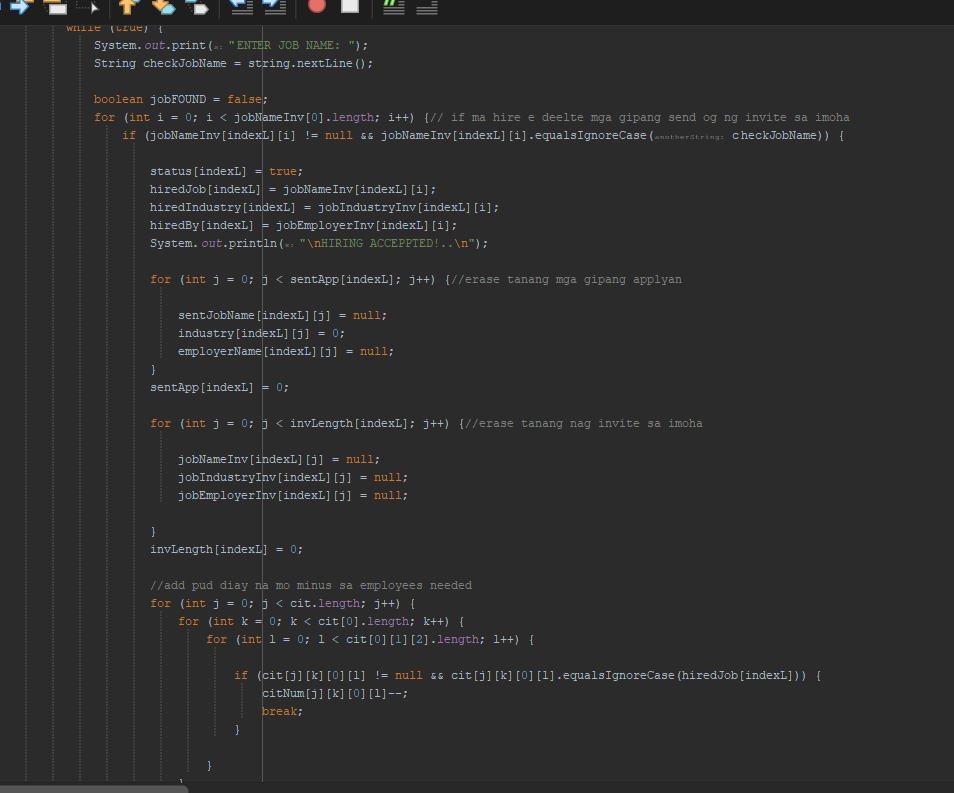 while (true) {
System.out.print(s: "ENTER JOB NAME: ");
String checkJobName = string.nextLine();
boolean jobFOUND = false;
for (int i = 0; i < jobNameInv[0].length; i++) {// if ma hire e deelte mga gipang send og ng invite sa imoha
if (jobNameInv[indexL][i] != null && jobNameInv[indexL][i].equalsIgnoreCase(anotherString: checkJobName)) {
status[indexL] = true;
hiredJob[indexL] = jobNameInv[indexL][i];
hiredIndustry[indexL] = jobIndustryInv[indexL][i];
hiredBy[indexL] = jobEmployerInv[indexL][i];
System.out.println(x: "\nHIRING ACCEPPTED!..\n");
for (int j = 0; j < sentApp[indexL]; j++) {//erase tanang mga gipang applyan
sentJobName[indexL][j] = null;
industry[indexL][j] = 0;
employerName[indexL][j] = null;
}
sentApp[indexL] = 0;
for (int j = 0; j < invLength[indexL]; j++) {//erase tanang nag invite sa imoha
jobNameInv[indexL][j] = null;
jobIndustryInv[indexL][j] = null;
jobEmployerInv[indexL][j] = null;
}
invLength[indexL] = 0;
//add pud diay na mo minus sa employees needed
for (int j = 0; j < cit.length; j++) {
for (int k = 0; k < cit[0].length; k++) {
for (int l = 0; l < cit[0][1][2].length; l++) {
if (cit[j][k][0][l] != null && cit[j][k][0][l].equalsIgnoreCase(hiredJob[indexL])) {
citNum[j][k][0][l]--;
break;
}
}